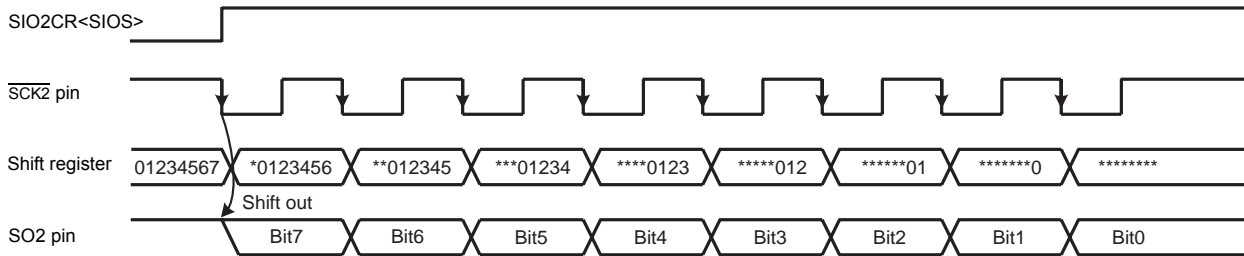 SIO2CR<SIOS>
SCK2 pin
Shift register 01234567 *0123456 **012345 ***01234 ****0123 *****012 ******01 *******0 ********
Shift out
SO2 pin Bit7 Bit6 Bit5 Bit4 Bit3 Bit2 Bit1 Bit0